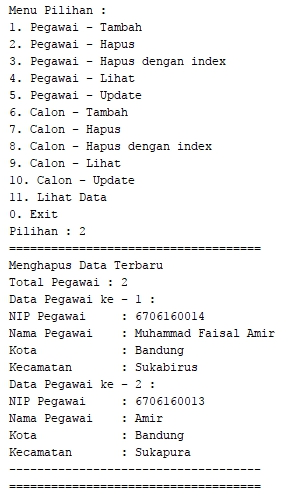 Menu Pilihan :
1. Pegawai - Tambah
2. Pegawai - Hapus
3. Pegawai - Hapus dengan index
4. Pegawai - Lihat
5. Pegawai - Update
6. Calon - Tambah
7. Calon - Hapus
8. Calon - Hapus dengan index
9. Calon - Lihat
10. Calon - Update
11. Lihat Data
0. Exit
Pilihan : 2
====================================
Menghapus Data Terbaru
Total Pegawai : 2
Data Pegawai ke - 1 :
NIP Pegawai     : 6706160014
Nama Pegawai    : Muhammad Faisal Amir
Kota            : Bandung
Kecamatan       : Sukabirus
Data Pegawai ke - 2 :
NIP Pegawai     : 6706160013
Nama Pegawai    : Amir
Kota            : Bandung
Kecamatan       : Sukapura
------------------------------------
====================================